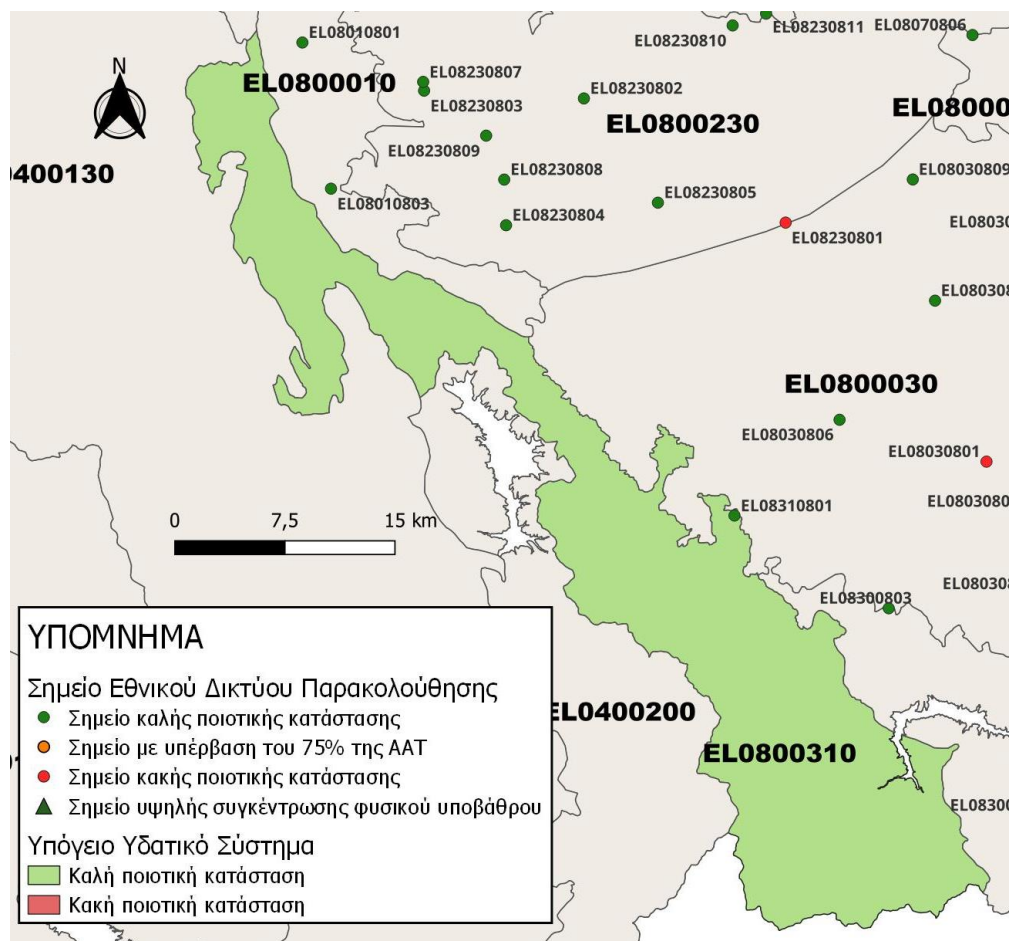 EL08010801
EL08230810
EL08230811
EL08070806
N
EL0800010
EL08230807
EL08230803
EL08230802
EL0800230
EL0800
EL08230809
0400130
EL08230808
EL08030809
EL08010803
EL08230805
EL08230804
EL08030
EL08230801
EL080308
EL0800030
EL08030806
EL08030801
EL0803080
EL08310801
0 7,5 15 km
EL080308
EL08300803
ΥΠΟΜΝΗΜΑ
Σημείο Εθνικού Δικτύου Παρακολούθησης
Σημείο καλής ποιοτικής κατάστασης
Σημείο με υπέρβαση του 75% της ΑΑΤ
Σημείο κακής ποιοτικής κατάστασης
Σημείο υψηλής συγκέντρωσης φυσικού υποβάθρου
Υπόγειο Υδατικό Σύστημα
Καλή ποιοτική κατάσταση
Κακή ποιοτική κατάσταση
EL0400200
EL0800310
EL08300